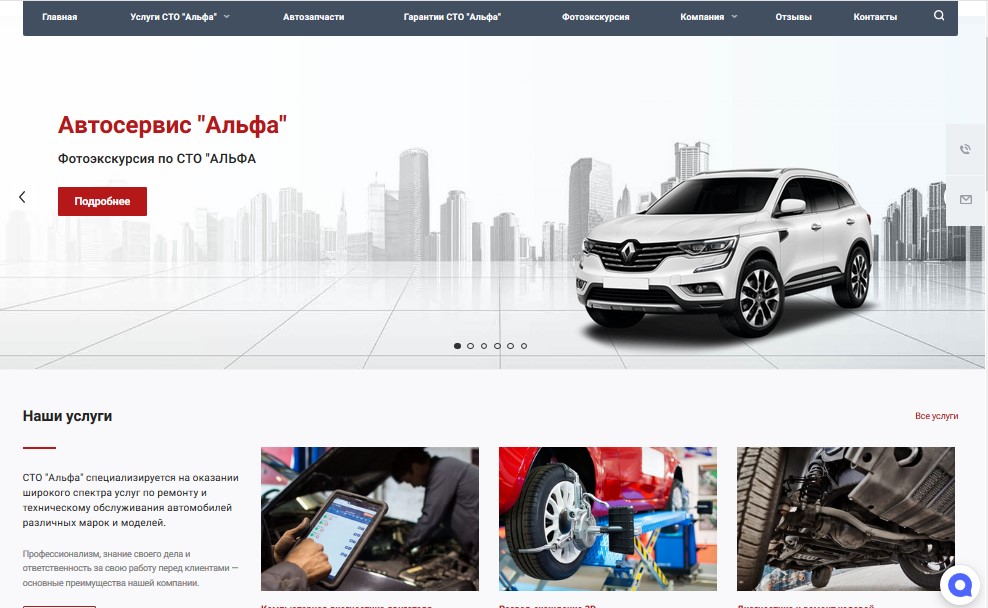 Главная Услуги СТО "Альфа" Автозапчасти Гарантии СТО "Альфа" Фотоэкскурсия Компания Отзывы Контакты
Автосервис "Альфа"
Фотоэкскурсия по СТО "АЛЬФА
Подробнее
Наши услуги
Все услуги
СТО "Альфа" специализируется на оказании
широкого спектра услуг по ремонту и
техническому обслуживания автомобилей
различных марок и моделей.
Профессионализм, знание своего дела и
ответственность за свою работу перед клиентами —
основные преимущества нашей компании.